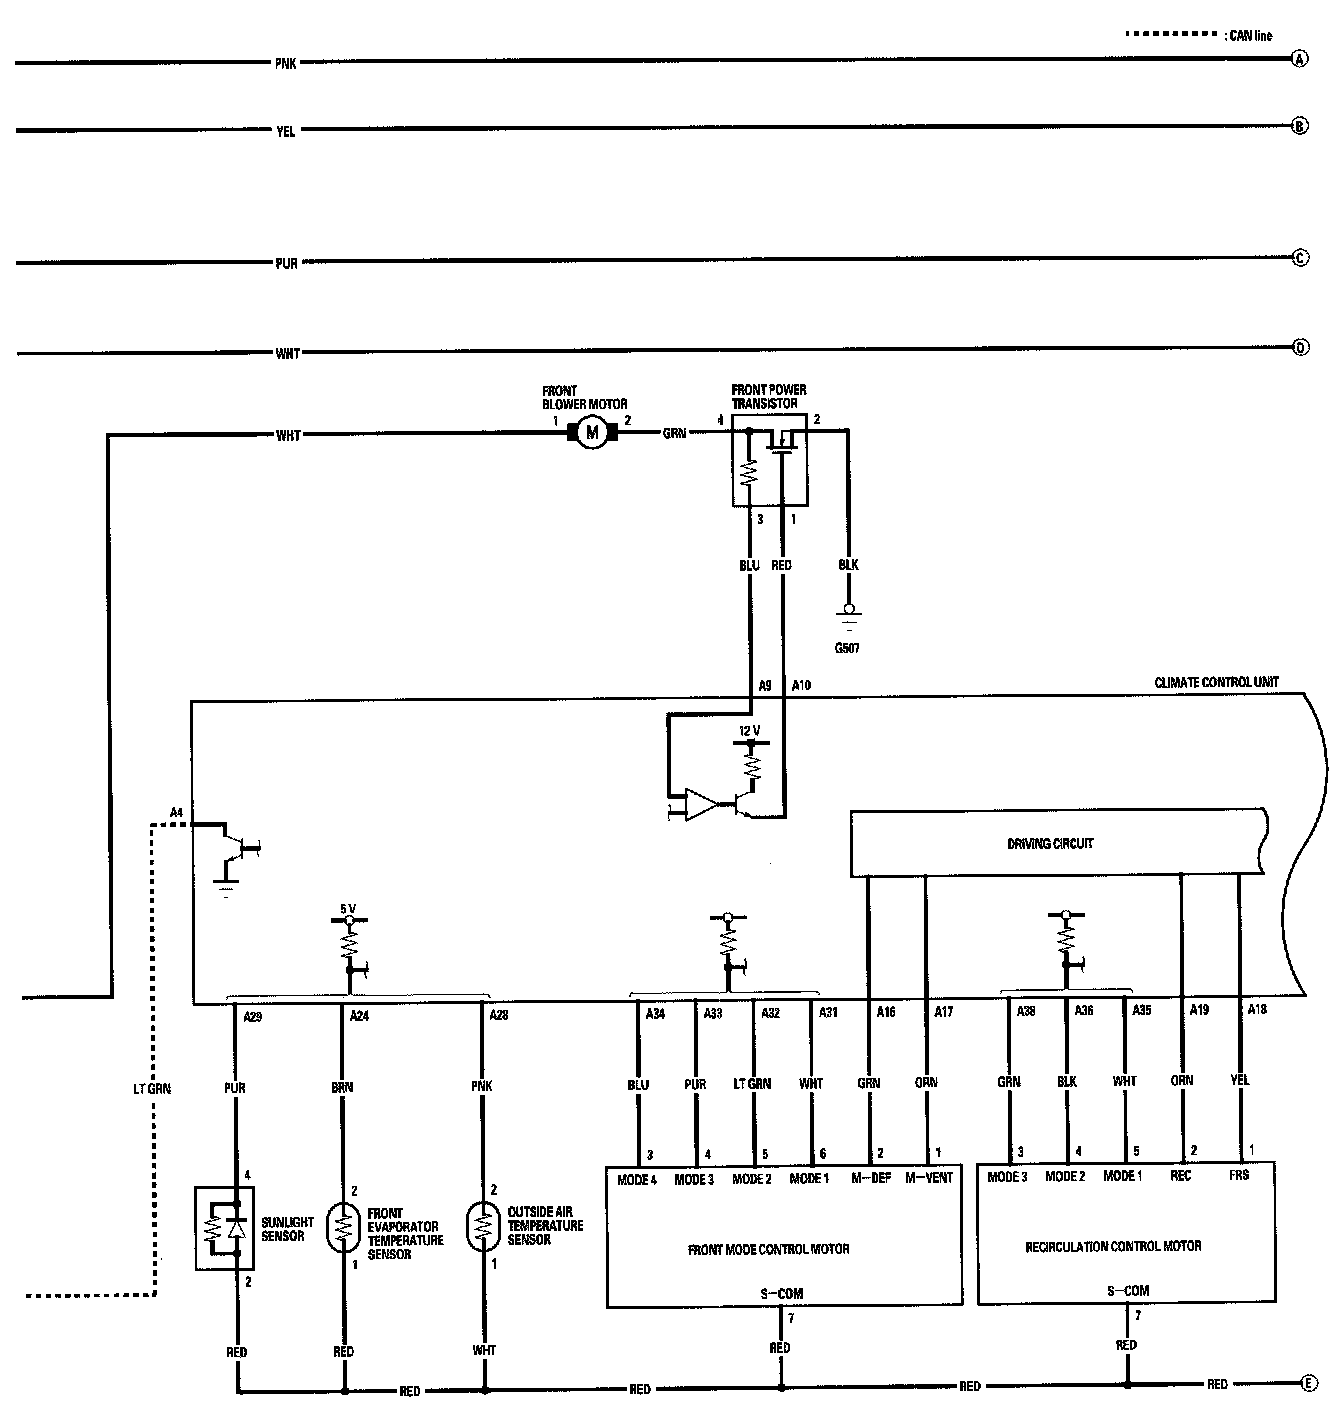 : CAN line
PNK
A
YEL
B
PUR
C
WHT
D
FRONT
BLOWER MOTOR
FRONT POWER
TRANSISTOR
WHT
1
M
2
GRN
4
2
3
1
BLU
RED
BLK
G507
A9
A10
CLIMATE CONTROL UNIT
12 V
A4
DRIVING CIRCUIT
5 V
A29
A24
A28
A34
A33
A32
A31
A16
A17
A38
A36
A35
A19
A18
LT GRN
PUR
BRN
PNK
BLU
PUR
LT GRN
WHT
GRN
ORN
GRN
BLK
WHT
ORN
YEL
4
2
2
3
4
5
6
2
1
3
4
5
2
1
MODE 4
MODE 3
MODE 2
MODE 1
M-DEF
M-VENT
MODE 3
MODE 2
MODE 1
REC
FRS
SUNLIGHT
SENSOR
FRONT
EVAPORATOR
TEMPERATURE
SENSOR
OUTSIDE AIR
TEMPERATURE
SENSOR
FRONT MODE CONTROL MOTOR
RECIRCULATION CONTROL MOTOR
2
1
1
S-COM
S-COM
7
7
RED
RED
WHT
RED
RED
RED
RED
RED
RED
E